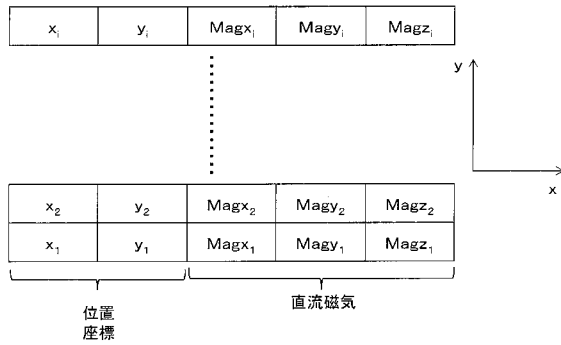 xᵢ yᵢ Magxᵢ Magyᵢ Magzᵢ
y
x
x₂ y₂ Magx₂ Magy₂ Magz₂
x₁ y₁ Magx₁ Magy₁ Magz₁
位置
座標
直流磁気